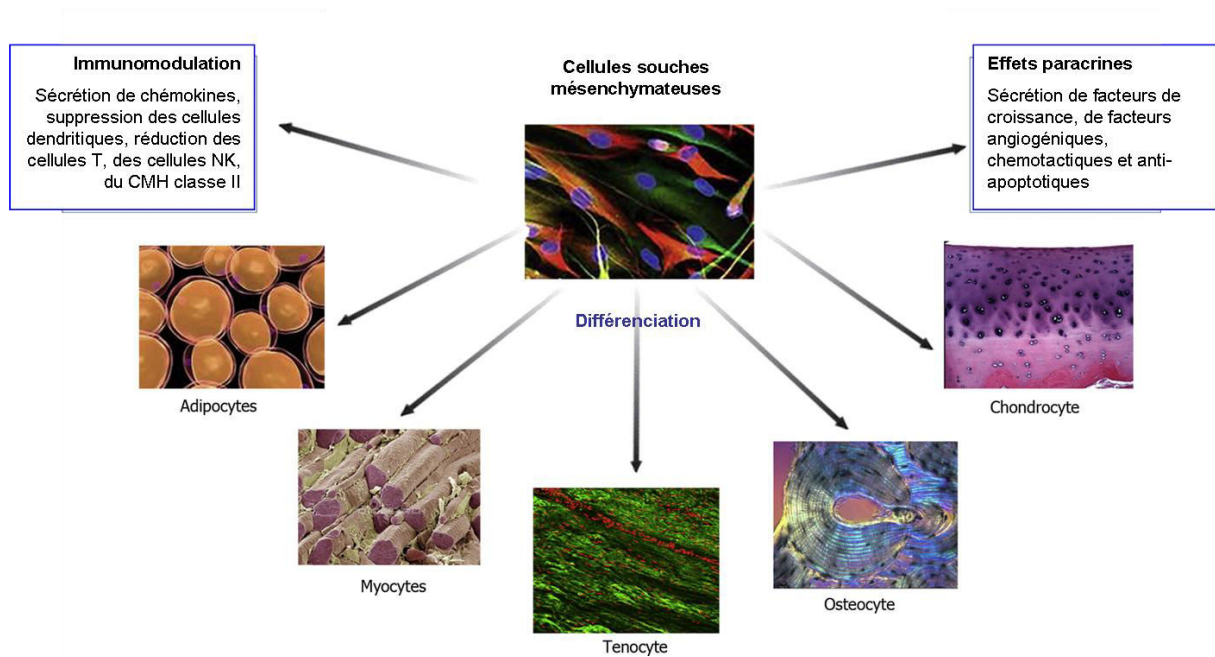 Immunomodulation
Sécrétion de chémokines,
suppression des cellules
dendritiques, réduction des
cellules T, des cellules NK,
du CMH classe II
Cellules souches
mésenchymateuses
Effets paracrines
Sécrétion de facteurs de
croissance, de facteurs
angiogéniques,
chemotactiques et anti-
apoptotiques
Différenciation
Adipocytes
Myocytes
Tenocyte
Osteocyte
Chondrocyte